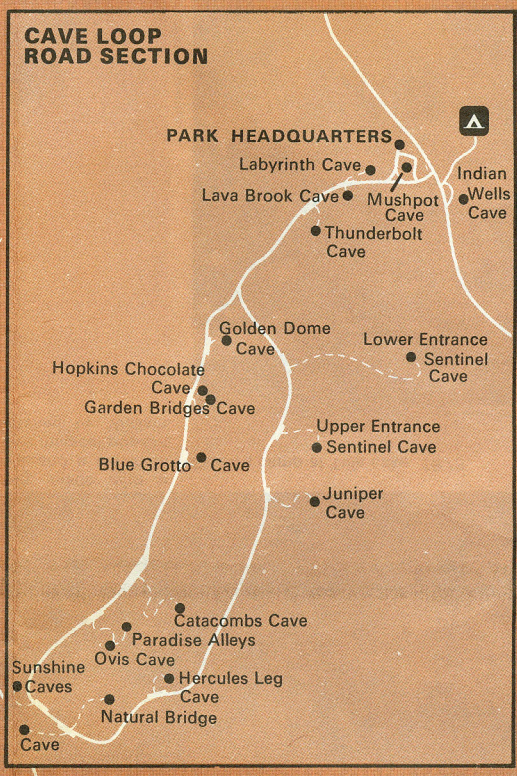 CAVE LOOP
ROAD SECTION
PARK HEADQUARTERS
Labyrinth Cave
Indian
Wells
Cave
Lava Brook Cave
Mushpot
Cave
Thunderbolt
Cave
Golden Dome
Cave
Lower Entrance
Sentinel
Cave
Hopkins Chocolate
Cave
Garden Bridges Cave
Upper Entrance
Sentinel Cave
Blue Grotto Cave
Juniper
Cave
Catacombs Cave
Paradise Alleys
Ovis Cave
Sunshine
Caves
Hercules Leg
Cave
Natural Bridge
Cave